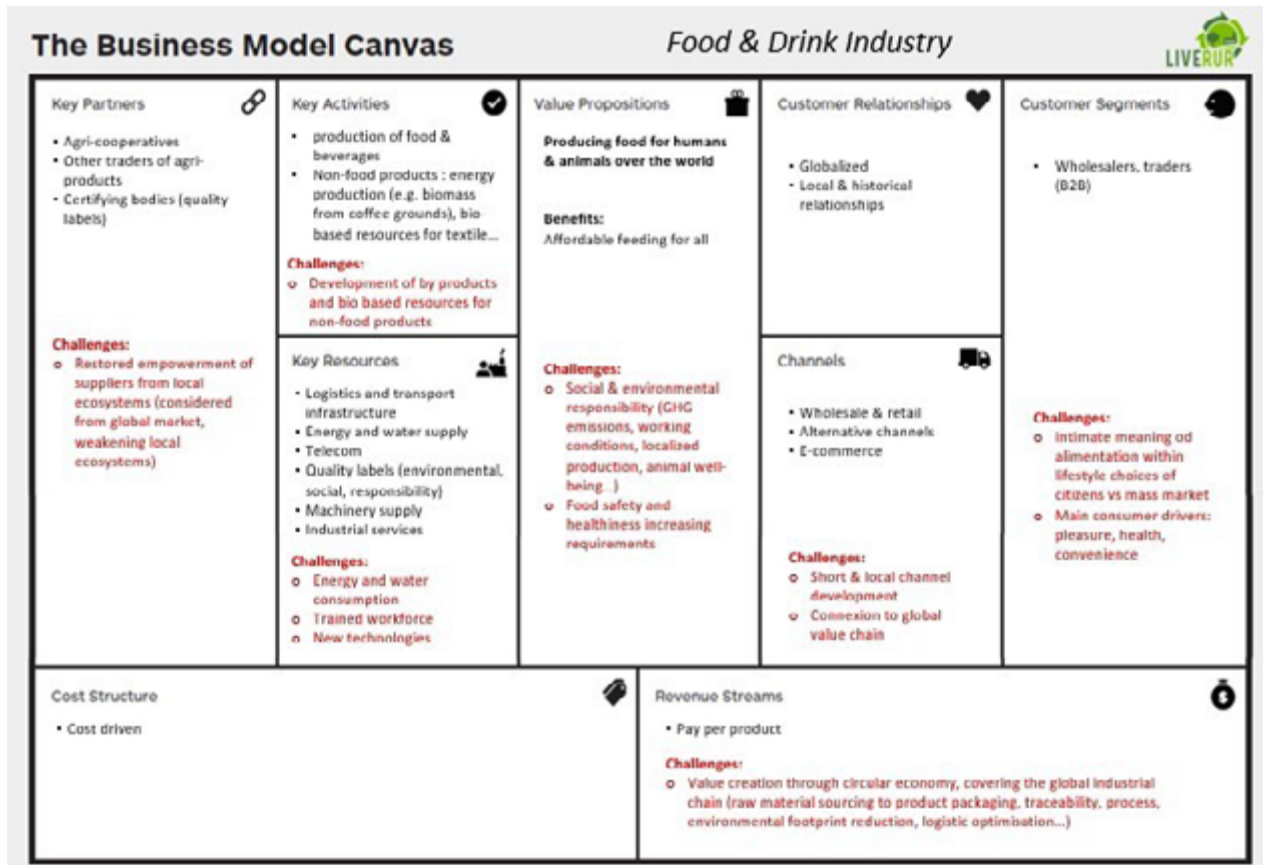 The Business Model Canvas
Food & Drink Industry
LIVERUR
Key Partners
▪ Agri-cooperatives
▪ Other traders of agri-
products
▪ Certifying bodies (quality
labels)
Challenges:
o Restored empowerment of
suppliers from local
ecosystems (considered
from global market,
weakening local
ecosystems)
Key Activities
▪ production of food &
beverages
▪ Non-food products : energy
production (e.g. biomass
from coffee grounds), bio-
based resources for textile...
Challenges:
o Development of by products
and bio based resources for
non-food products
Key Resources
▪ Logistics and transport
infrastructure
▪ Energy and water supply
▪ Telecom
▪ Quality labels (environmental,
social, responsibility)
▪ Machinery supply
▪ Industrial services
Challenges:
o Energy and water
consumption
o Trained workforce
o New technologies
Value Propositions
Producing food for humans
& animals over the world
Benefits:
Affordable feeding for all
Challenges:
o Social & environmental
responsibility (GHG
emissions, working
conditions, localized
production, animal well-
being...)
o Food safety and
healthiness increasing
requirements
Customer Relationships
▪ Globalized
▪ Local & historical
relationships
Channels
▪ Wholesale & retail
▪ Alternative channels
▪ E-commerce
Challenges:
o Short & local channel
development
o Connexion to global
value chain
Customer Segments
▪ Wholesalers, traders
(B2B)
Challenges:
o Intimate meaning od
alimentation within
lifestyle choices of
citizens vs mass market
o Main consumer drivers:
pleasure, health,
convenience
Cost Structure
▪ Cost driven
Revenue Streams
▪ Pay per product
Challenges:
o Value creation through circular economy, covering the global industrial
chain (raw material sourcing to product packaging, traceability, process,
environmental footprint reduction, logistic optimisation...)